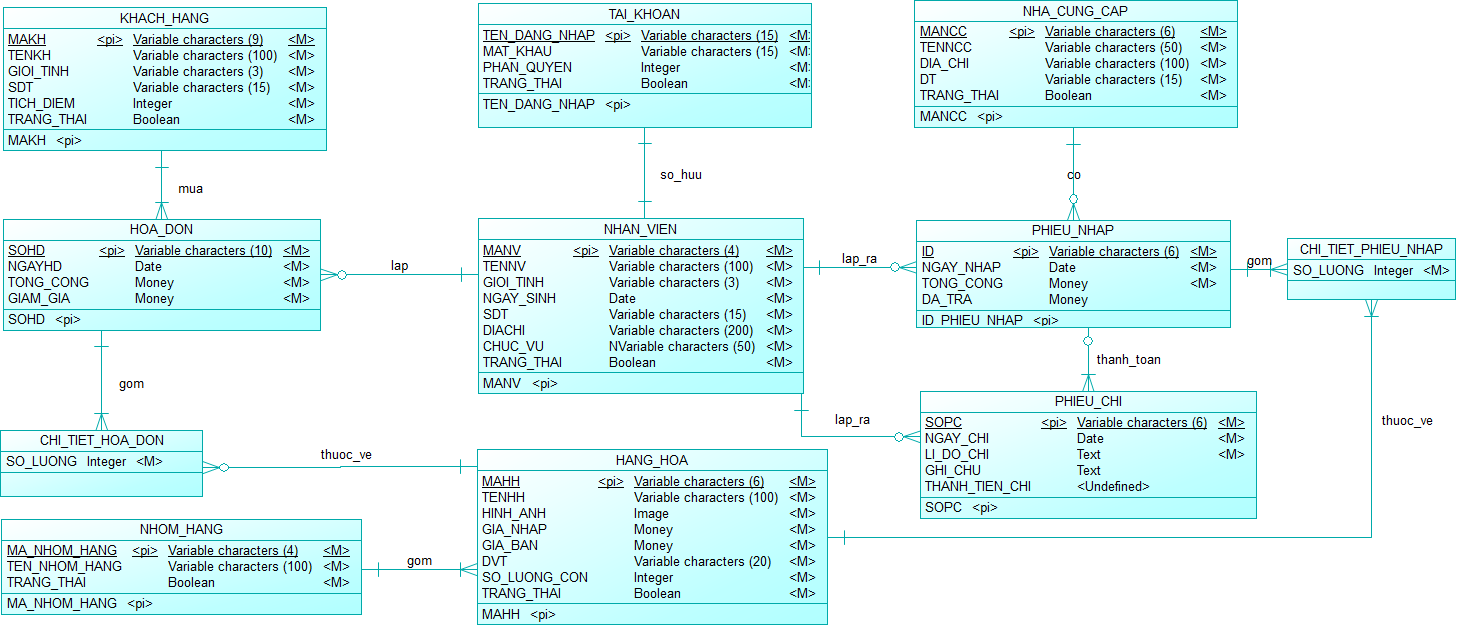 KHACH_HANG
MAKH <pi> Variable characters (9) <M>
TENKH Variable characters (100) <M>
GIOI_TINH Variable characters (3) <M>
SDT Variable characters (15) <M>
TICH_DIEM Integer <M>
TRANG_THAI Boolean <M>
MAKH <pi>
TAI_KHOAN
TEN_DANG_NHAP <pi> Variable characters (15) <M:
MAT_KHAU Variable characters (15) <M:
PHAN_QUYEN Integer <M:
TRANG_THAI Boolean <M:
TEN_DANG_NHAP <pi>
NHA_CUNG_CAP
MANCC <pi> Variable characters (6) <M>
TENNCC Variable characters (50) <M>
DIA_CHI Variable characters (100) <M>
DT Variable characters (15) <M>
TRANG_THAI Boolean <M>
MANCC <pi>
mua
so_huu
co
HOA_DON
SOHD <pi> Variable characters (10) <M>
NGAYHD Date <M>
TONG_CONG Money <M>
GIAM_GIA Money <M>
SOHD <pi>
lap
NHAN_VIEN
MANV <pi> Variable characters (4) <M>
TENNV Variable characters (100) <M>
GIOI_TINH Variable characters (3) <M>
NGAY_SINH Date <M>
SDT Variable characters (15) <M>
DIACHI Variable characters (200) <M>
CHUC_VU NVariable characters (50) <M>
TRANG_THAI Boolean <M>
MANV <pi>
lap_ra
PHIEU_NHAP
ID <pi> Variable characters (6) <M>
NGAY_NHAP Date <M>
TONG_CONG Money <M>
DA_TRA Money
ID_PHIEU_NHAP <pi>
gom
CHI_TIET_PHIEU_NHAP
SO_LUONG Integer <M>
gom
thanh_toan
lap_ra
PHIEU_CHI
SOPC <pi> Variable characters (6) <M>
NGAY_CHI Date <M>
LI_DO_CHI Text <M>
GHI_CHU Text
THANH_TIEN_CHI <Undefined>
SOPC <pi>
thuoc_ve
CHI_TIET_HOA_DON
SO_LUONG Integer <M>
thuoc_ve
HANG_HOA
MAHH <pi> Variable characters (6) <M>
TENHH Variable characters (100) <M>
HINH_ANH Image <M>
GIA_NHAP Money <M>
GIA_BAN Money <M>
DVT Variable characters (20) <M>
SO_LUONG_CON Integer <M>
TRANG_THAI Boolean <M>
MAHH <pi>
NHOM_HANG
MA_NHOM_HANG <pi> Variable characters (4) <M>
TEN_NHOM_HANG Variable characters (100) <M>
TRANG_THAI Boolean <M>
MA_NHOM_HANG <pi>
gom